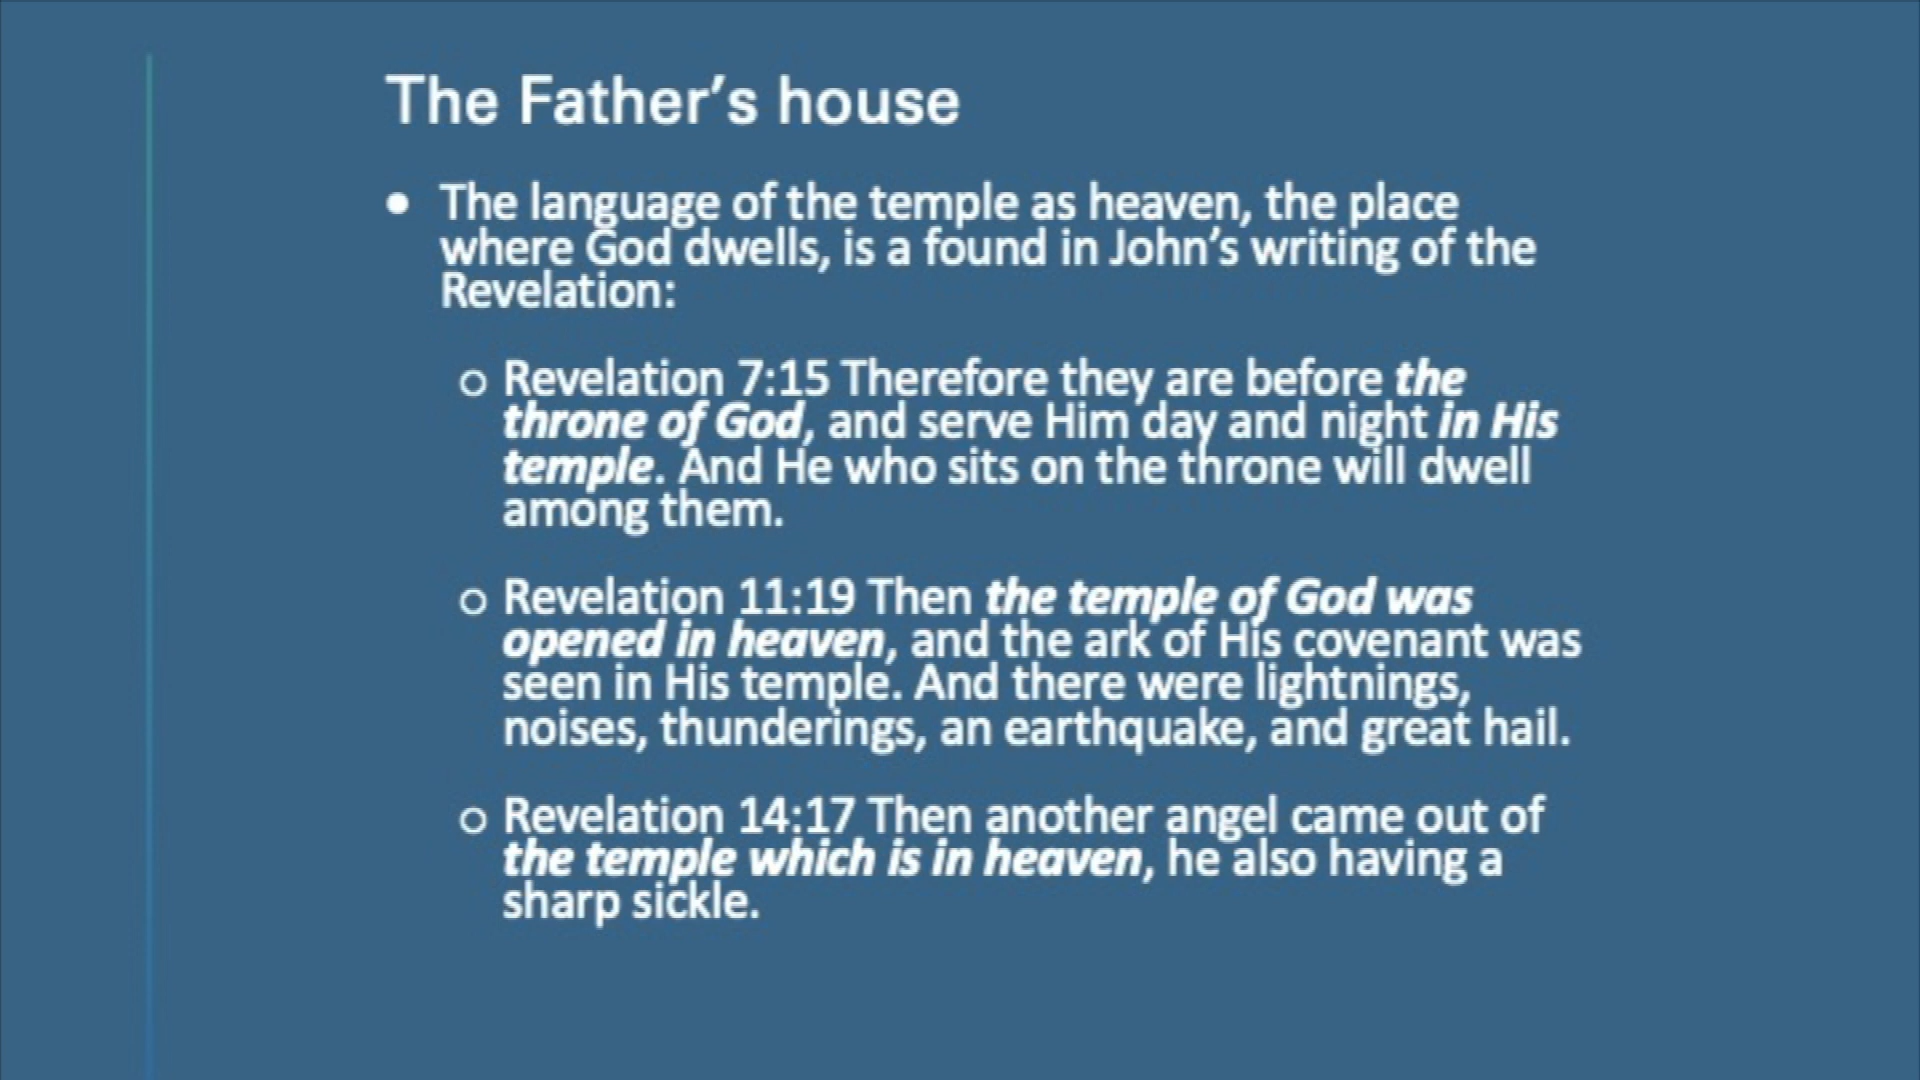 The Father’s house
• The language of the temple as heaven, the place
where God dwells, is a found in John’s writing of the
Revelation:
o Revelation 7:15 Therefore they are before the
throne of God, and serve Him day and night in His
temple. And He who sits on the throne will dwell
among them.
o Revelation 11:19 Then the temple of God was
opened in heaven, and the ark of His covenant was
seen in His temple. And there were lightnings,
noises, thunderings, an earthquake, and great hail.
o Revelation 14:17 Then another angel came out of
the temple which is in heaven, he also having a
sharp sickle.